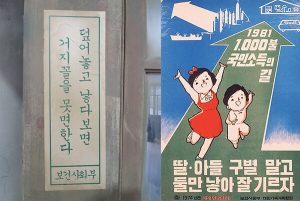 덮어놓고 낳다보면
거지꼴을 못면한다
보건사회부
1981
1,000불
국민소득의
길
딸·아들 구별 말고
둘만 낳아 잘 기르자